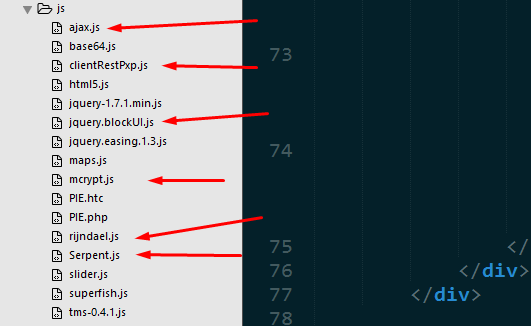 js
ajax.js
base64.js
clientRestPxp.js
html5.js
jquery-1.7.1.min.js
jquery.blockUI.js
jquery.easing.1.3.js
maps.js
mcrypt.js
PIE.htc
PIE.php
rijndael.js
Serpent.js
slider.js
superfish.js
tms-0.4.1.js
73
74
75 </
76 </div>
77 </div>
78